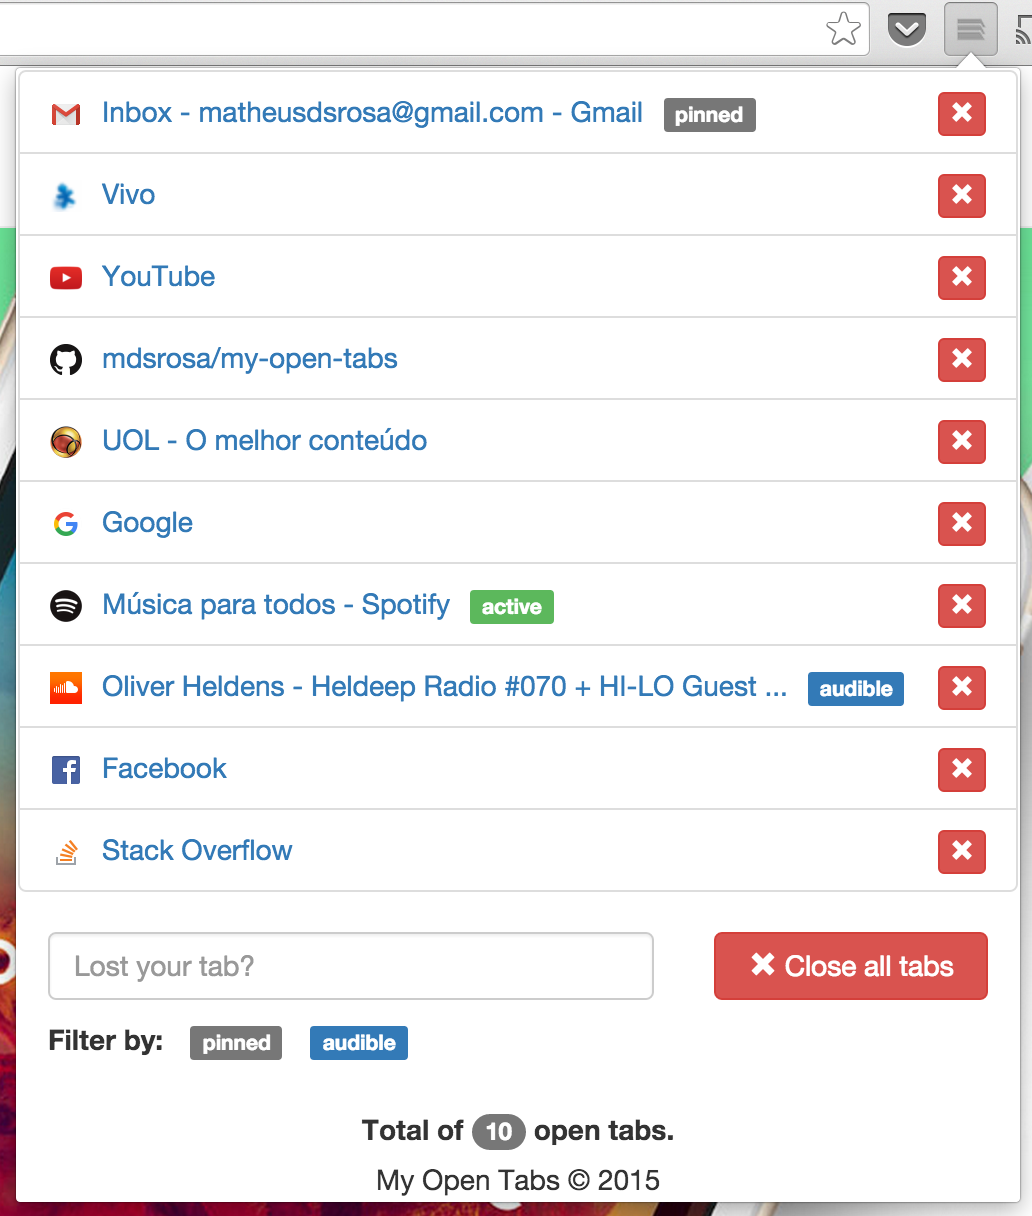 Inbox - matheusdsrosa@gmail.com - Gmail pinned
Vivo
YouTube
mdsrosa/my-open-tabs
UOL - O melhor conteúdo
Google
Música para todos - Spotify active
Oliver Heldens - Heldeep Radio #070 + HI-LO Guest ... audible
Facebook
Stack Overflow
Lost your tab?
Close all tabs
Filter by: pinned audible
Total of 10 open tabs.
My Open Tabs © 2015